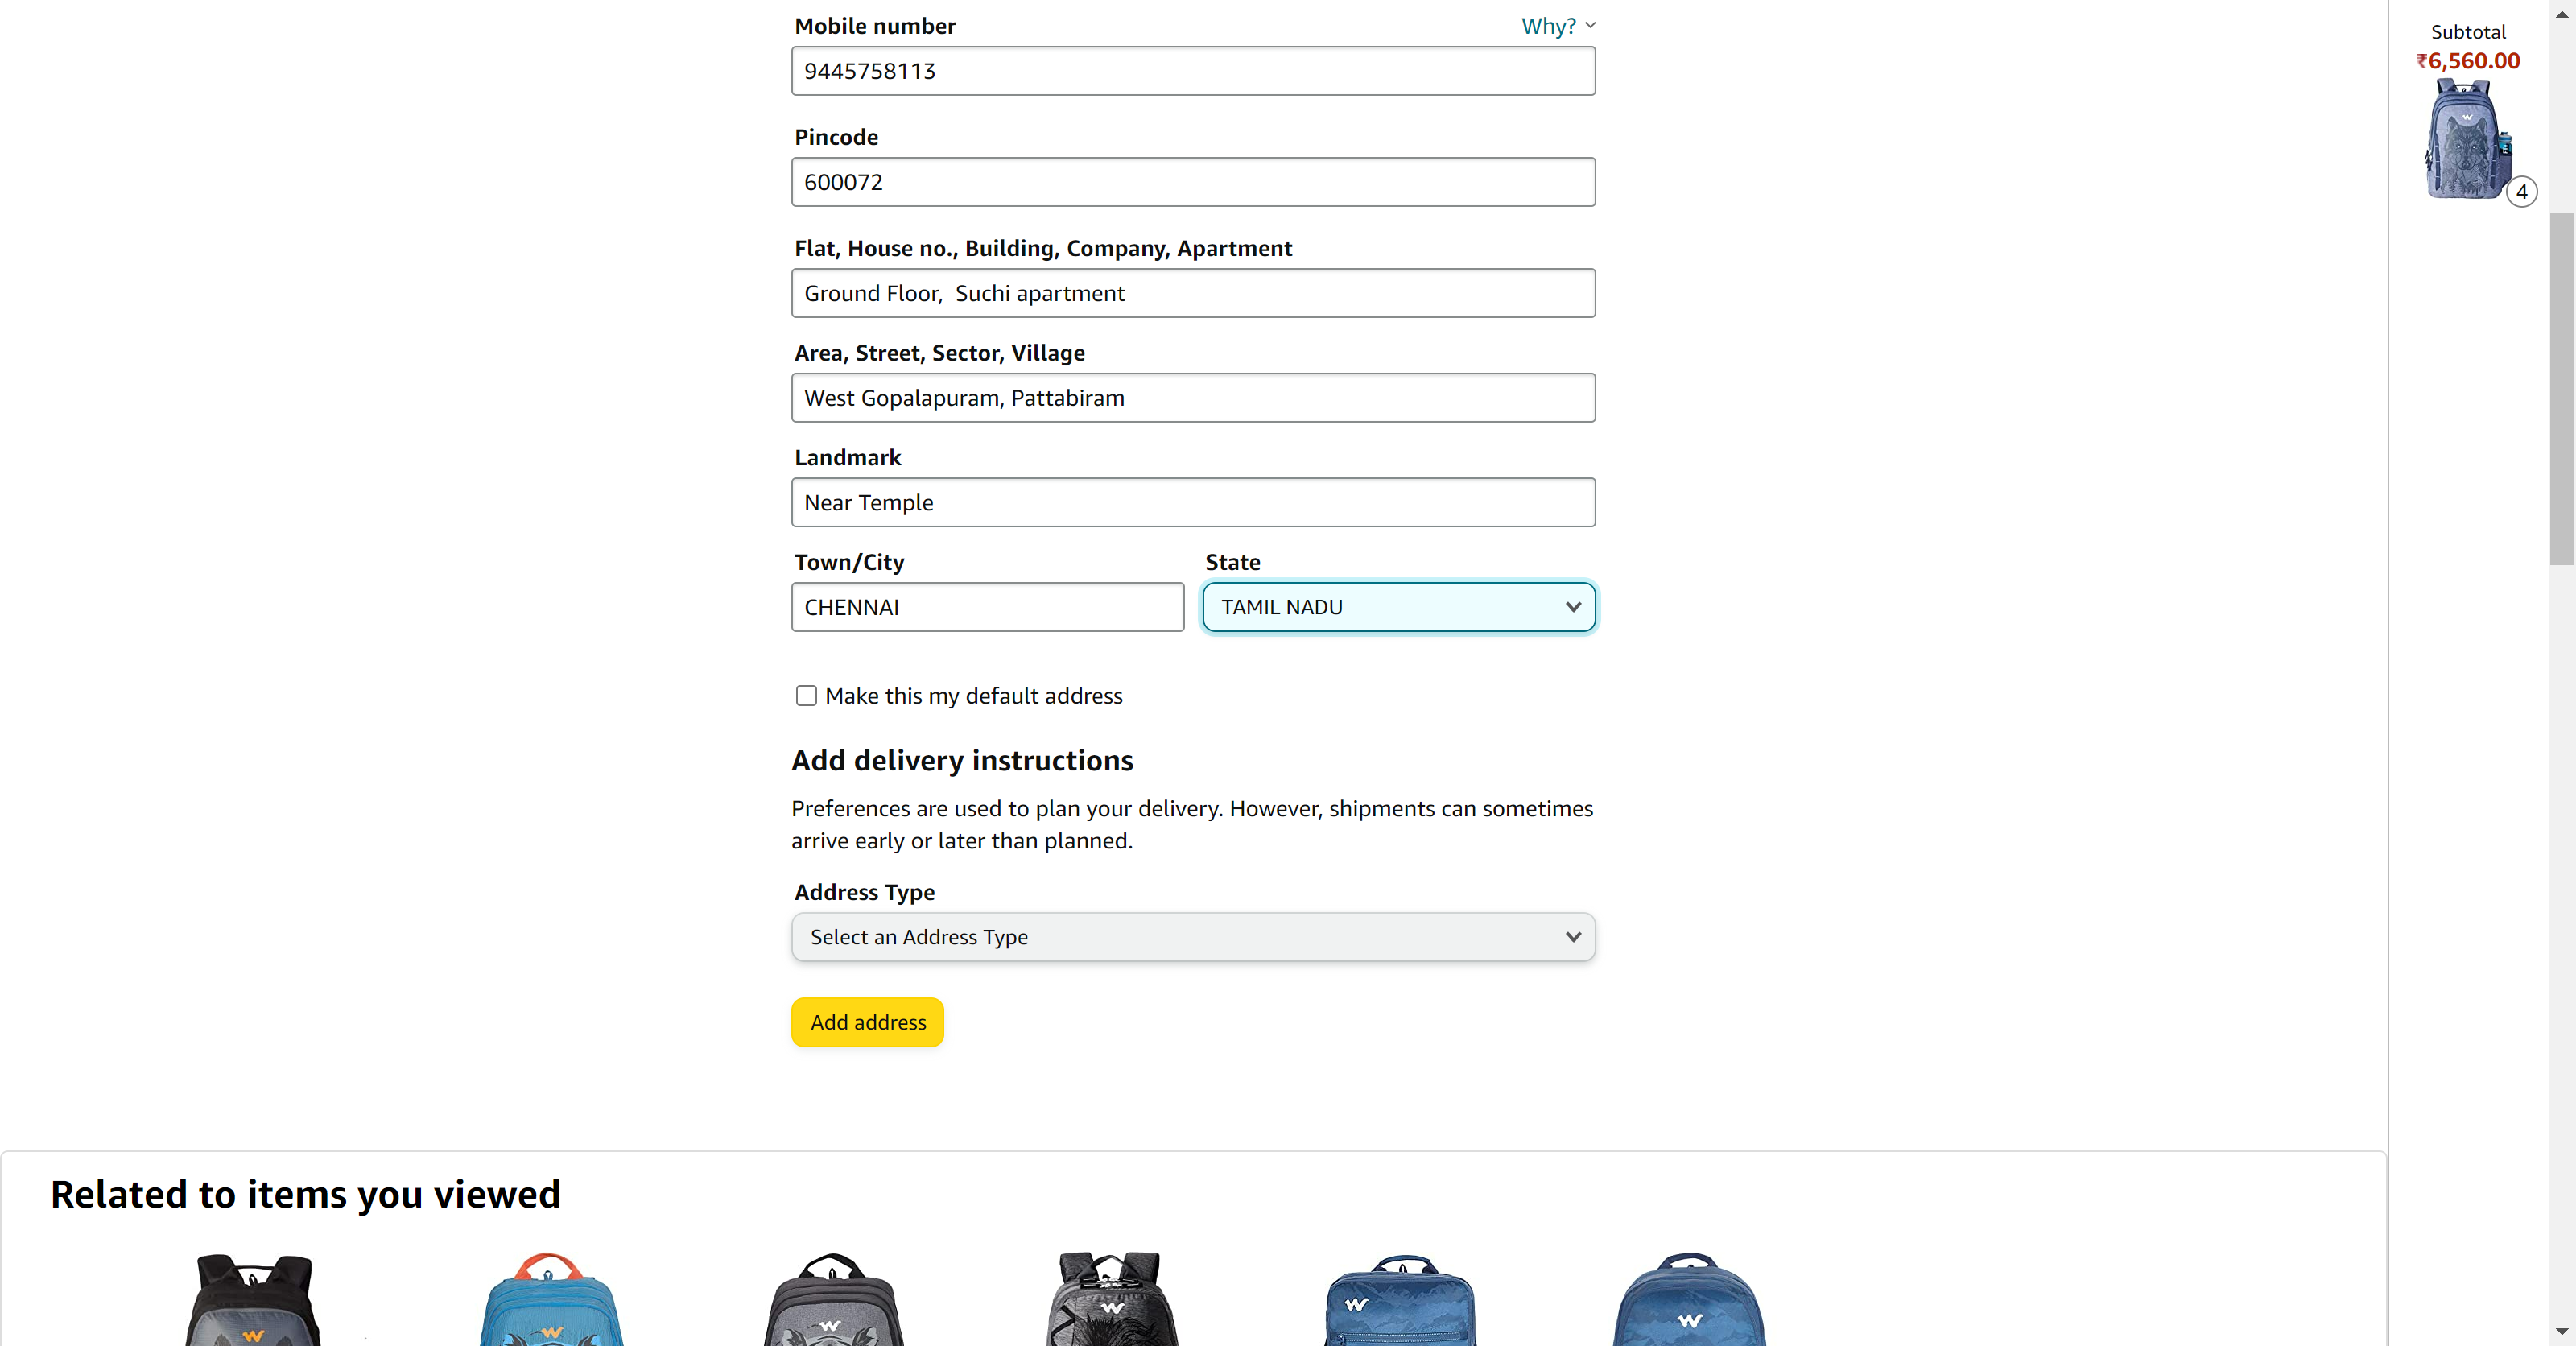 Mobile number
Why?
9445758113
Pincode
600072
Flat, House no., Building, Company, Apartment
Ground Floor,  Suchi apartment
Area, Street, Sector, Village
West Gopalapuram, Pattabiram
Landmark
Near Temple
Town/City
State
CHENNAI
TAMIL NADU
Make this my default address
Add delivery instructions
Preferences are used to plan your delivery. However, shipments can sometimes
arrive early or later than planned.
Address Type
Select an Address Type
Add address
Related to items you viewed
Subtotal
₹6,560.00
4